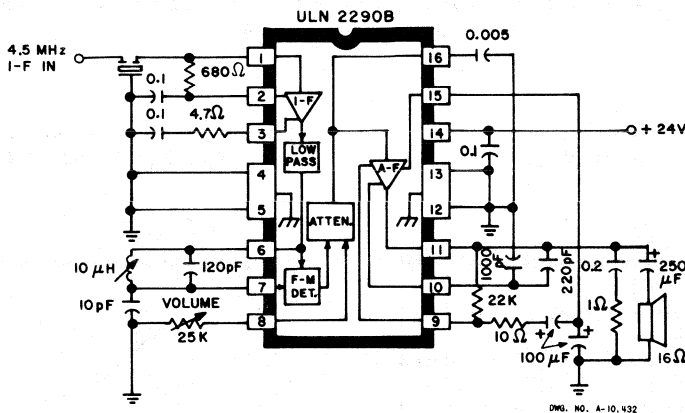 ULN 2290B
4.5 MHz
I-F IN
0.1
680Ω
0.1
4.7Ω
10 μH
120pF
10pF
VOLUME
25K
1
2
3
4
5
6
7
8
I-F
LOW
PASS
ATTEN.
F-M
DET.
A-F
16
15
14
13
12
11
10
9
0.005
+ 24V
0.1
1000
pF
220pF
0.2
+
250
μF
22K
10Ω
+
+
100 μF
1Ω
16Ω
DWG. NO. A-10,432